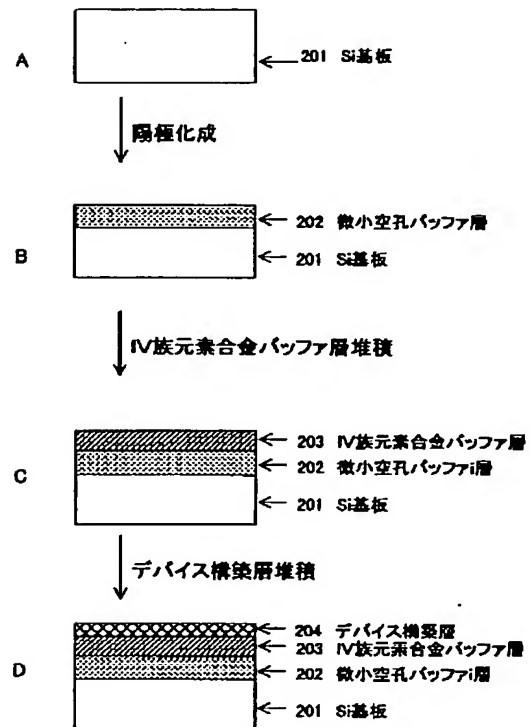 A
201 Si基板
陽極化成
202 微小空孔バッファ層
B
201 Si基板
IV族元素合金バッファ層堆積
203 IV族元素合金バッファ層
202 微小空孔バッファi層
C
201 Si基板
デバイス構築層堆積
204 デバイス構築層
203 IV族元素合金バッファ層
202 微小空孔バッファi層
D
201 Si基板